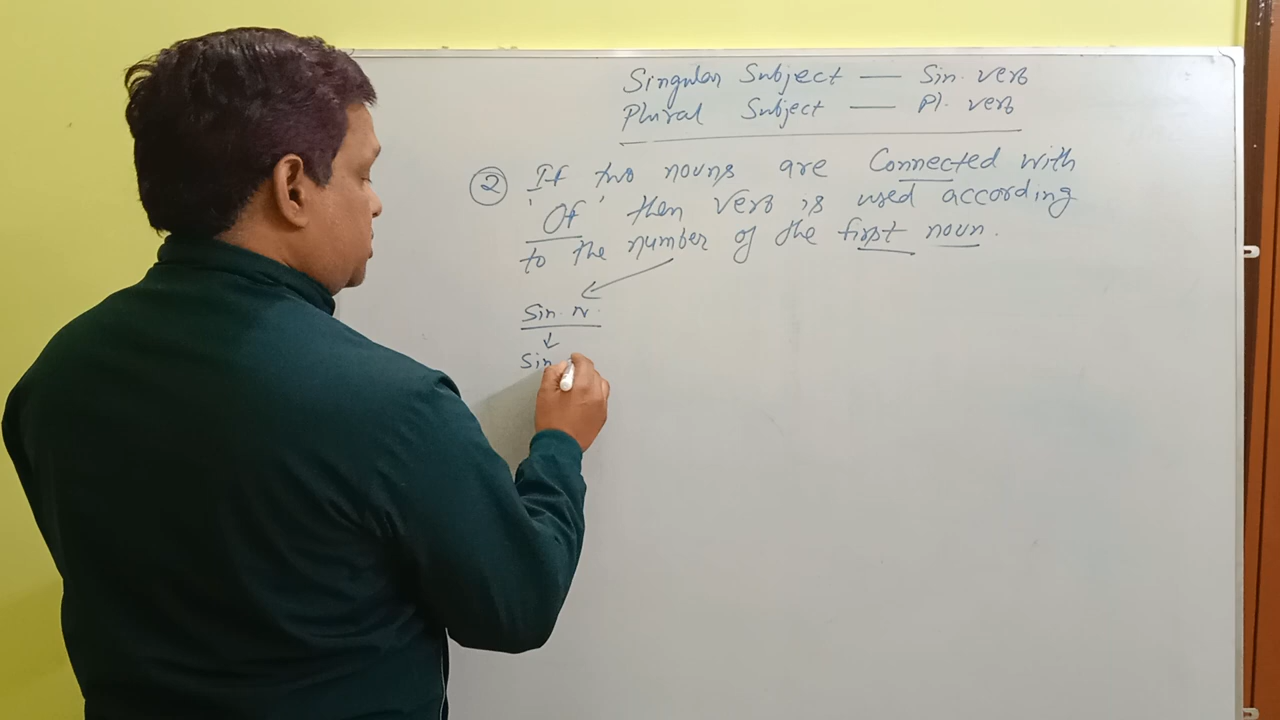 Singular Subject — Sin. verb
Plural Subject — Pl. verb
② If two nouns are Connected with
'Of' then verb is used according
to the number of the first noun.
Sin. N.
↓
Sin